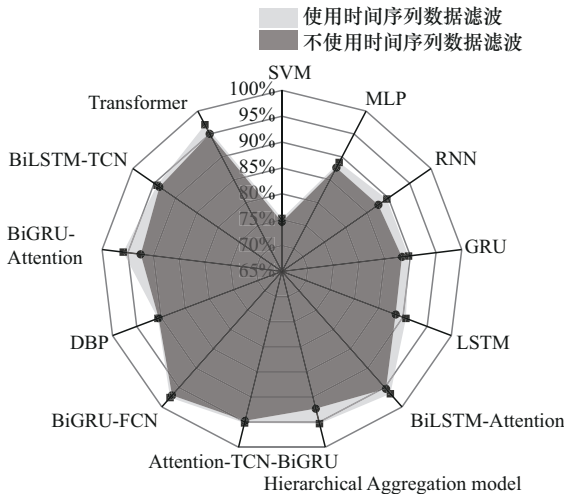 使用时间序列数据滤波
不使用时间序列数据滤波
SVM
100%
95%
90%
85%
80%
75%
70%
65%
MLP
RNN
GRU
LSTM
BiLSTM-Attention
Hierarchical Aggregation model
Attention-TCN-BiGRU
BiGRU-FCN
DBP
BiGRU-
Attention
BiLSTM-TCN
Transformer